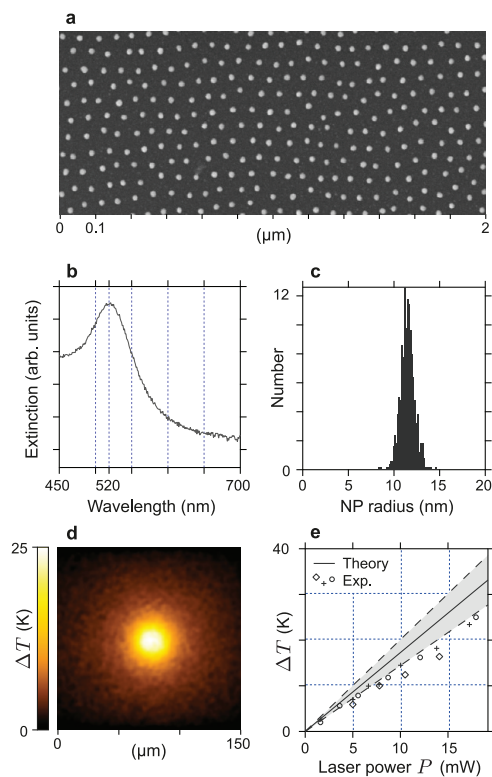 a
0 0.1 2
(μm)
b
Extinction (arb. units)
450 520 700
Wavelength (nm)
c
12
Number
0
0 5 10 15 20
NP radius (nm)
d
25
ΔT (K)
0
0 150
(μm)
e
40
Theory
Exp.
ΔT (K)
0
0 5 10 15
Laser power P (mW)